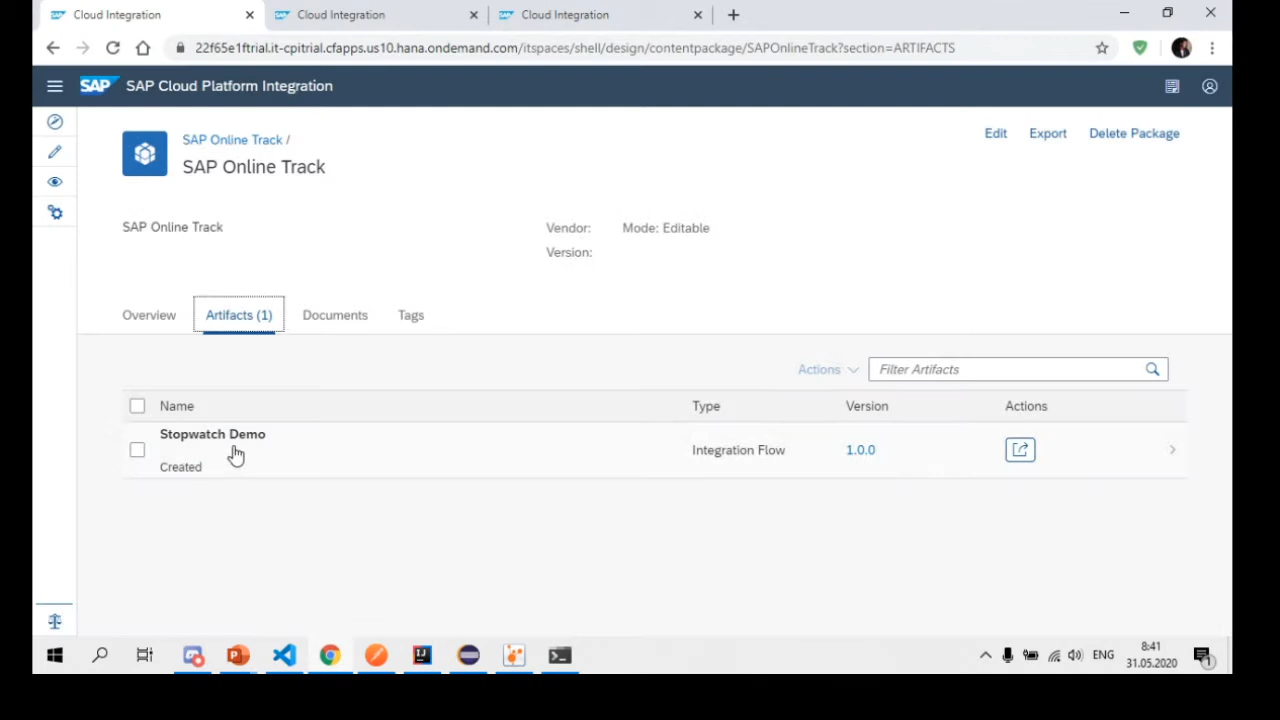 Cloud Integration
Cloud Integration
Cloud Integration
22f65e1ftrial.it-cpitrial.cfapps.us10.hana.ondemand.com/itspaces/shell/design/contentpackage/SAPOnlineTrack?section=ARTIFACTS
SAP SAP Cloud Platform Integration
SAP Online Track /
SAP Online Track
Edit Export Delete Package
SAP Online Track
Vendor: Mode: Editable
Version:
Overview Artifacts (1) Documents Tags
Actions Filter Artifacts
Name Type Version Actions
Stopwatch Demo
Integration Flow 1.0.0
Created
ENG
8:41
31.05.2020
1